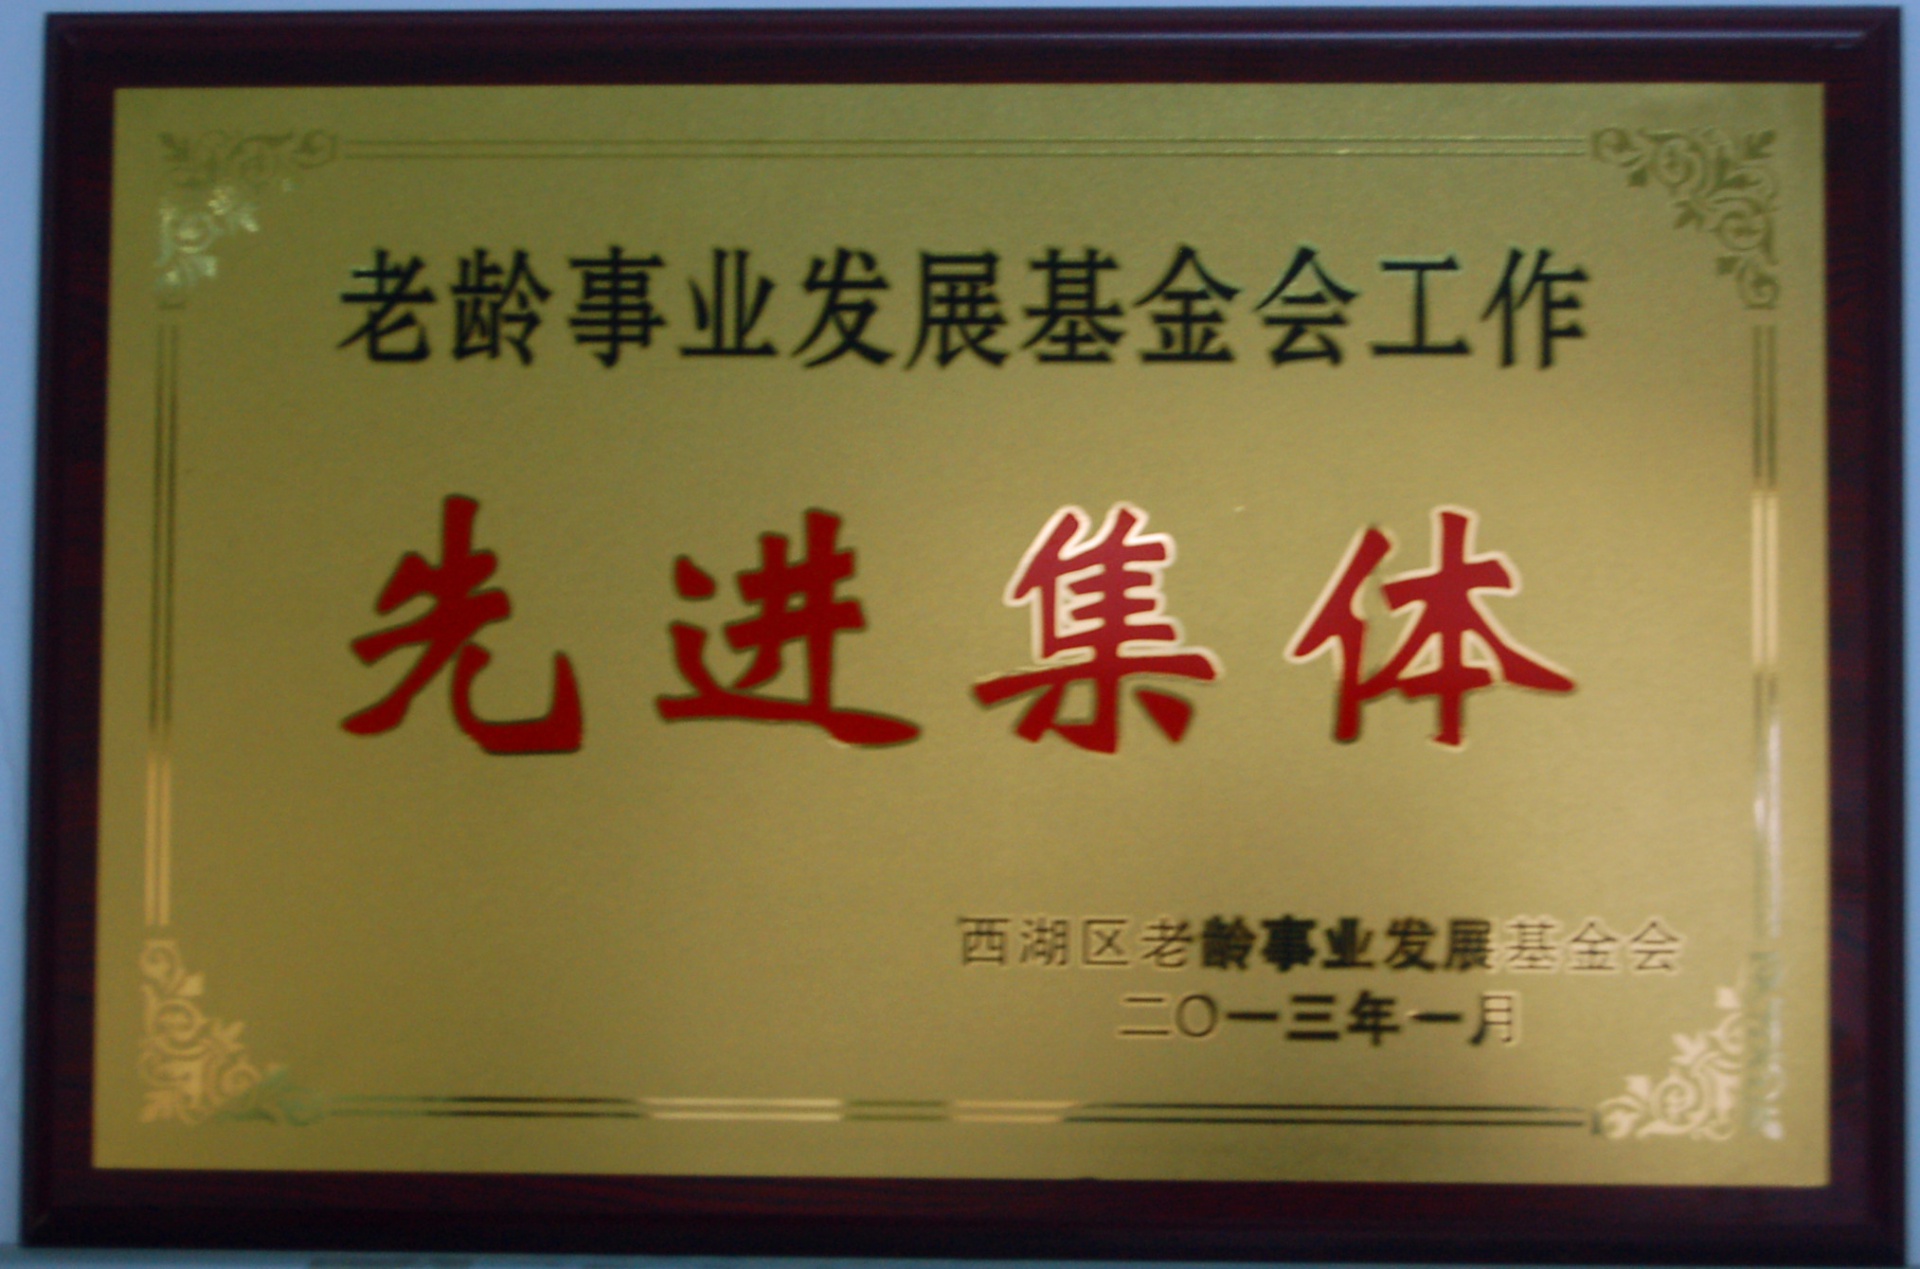 老龄事业发展基金会工作
先进集体
西湖区老龄事业发展基金会
二〇一三年一月